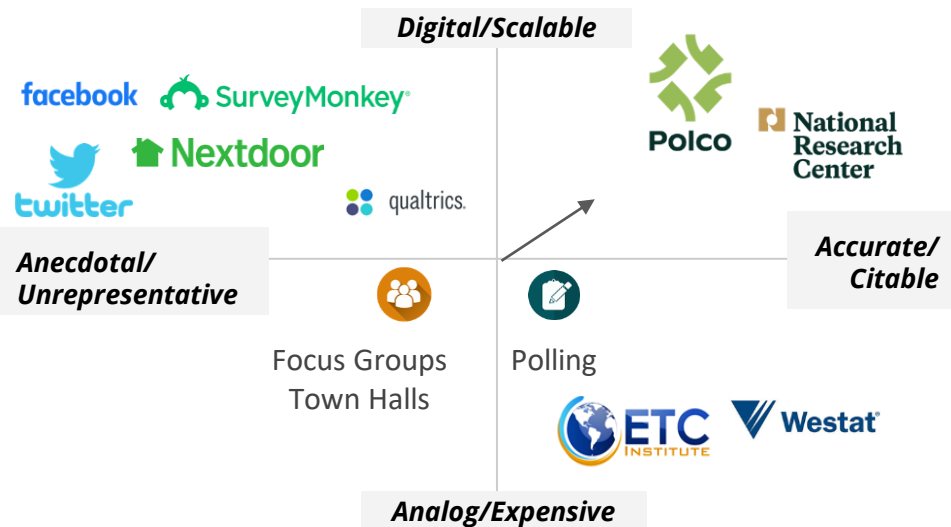 Digital/Scalable
facebook
SurveyMonkey®
Nextdoor
twitter
qualtrics.
Polco
National
Research
Center
Anecdotal/
Unrepresentative
Accurate/
Citable
Focus Groups
Town Halls
Polling
ETC
INSTITUTE
Westat®
Analog/Expensive